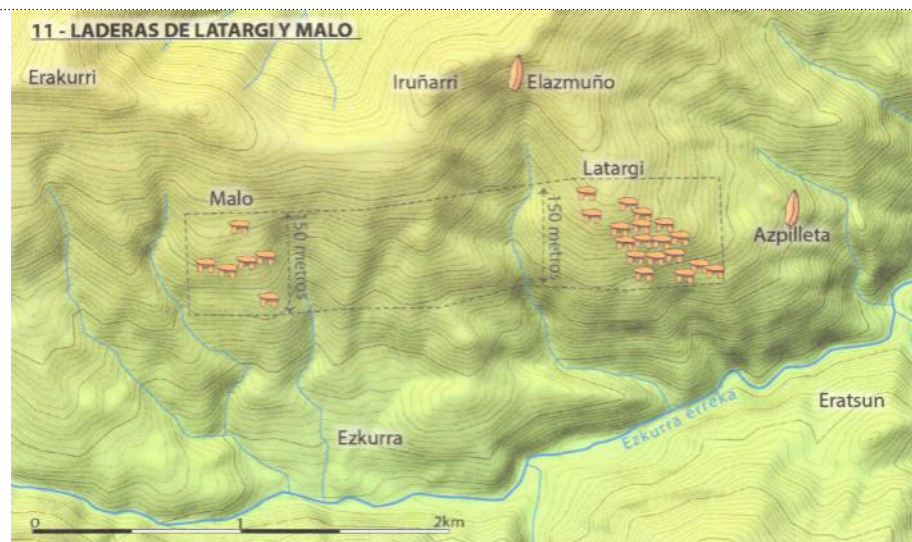 11 - LADERAS DE LATARGI Y MALO
Erakurri
Iruñarri
Elazmuño
Latargi
Malo
150 metros
150 metros
Azpilleta
Eratsun
Ezkurra erreka
Ezkurra
0 1 2km